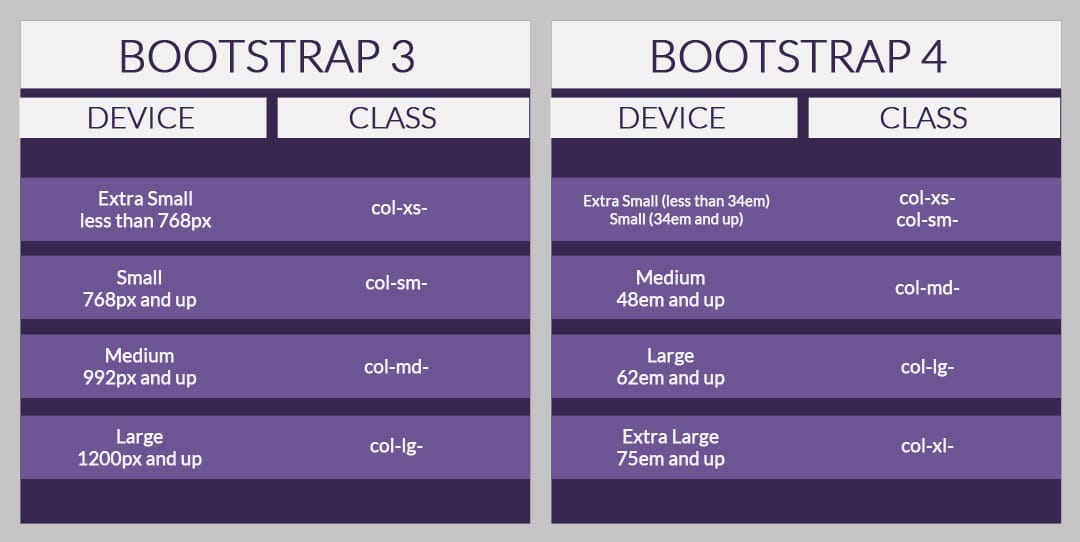 BOOTSTRAP 3
DEVICE
CLASS
Extra Small
less than 768px
col-xs-
Small
768px and up
col-sm-
Medium
992px and up
col-md-
Large
1200px and up
col-lg-
BOOTSTRAP 4
DEVICE
CLASS
Extra Small (less than 34em)
Small (34em and up)
col-xs-
col-sm-
Medium
48em and up
col-md-
Large
62em and up
col-lg-
Extra Large
75em and up
col-xl-